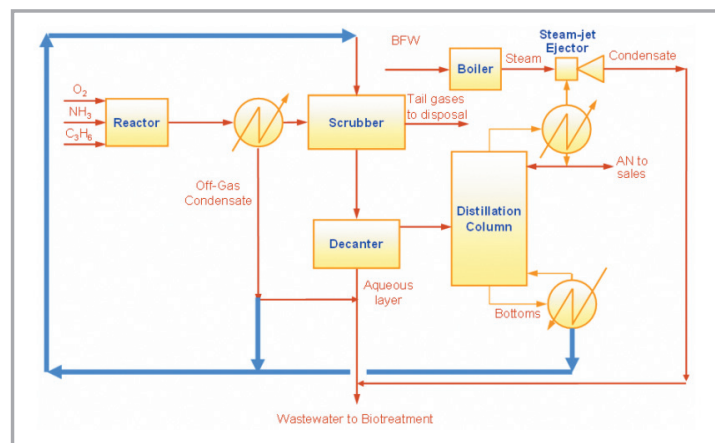 Steam-jet
Ejector
BFW
Boiler
Steam
Condensate
O2
NH3
C3H6
Reactor
Scrubber
Tail gases
to disposal
AN to
sales
Off-Gas
Condensate
Distillation
Column
Decanter
Aqueous
layer
Bottoms
Wastewater to Biotreatment